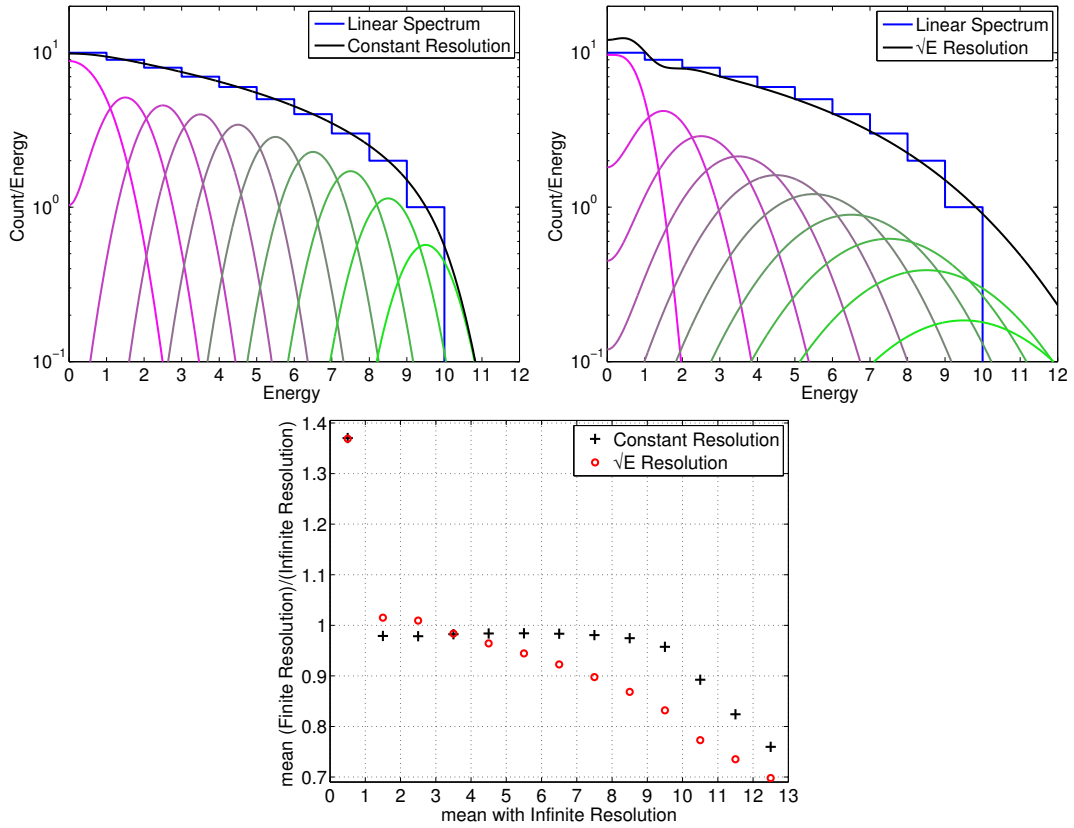 Linear Spectrum
Constant Resolution
10^1
10^0
10^-1
Count/Energy
0 1 2 3 4 5 6 7 8 9 10 11 12
Energy
Linear Spectrum
√E Resolution
10^1
10^0
10^-1
Count/Energy
0 1 2 3 4 5 6 7 8 9 10 11 12
Energy
Constant Resolution
√E Resolution
1.4
1.3
1.2
1.1
1
0.9
0.8
0.7
mean (Finite Resolution)/(Infinite Resolution)
0 1 2 3 4 5 6 7 8 9 10 11 12 13
mean with Infinite Resolution